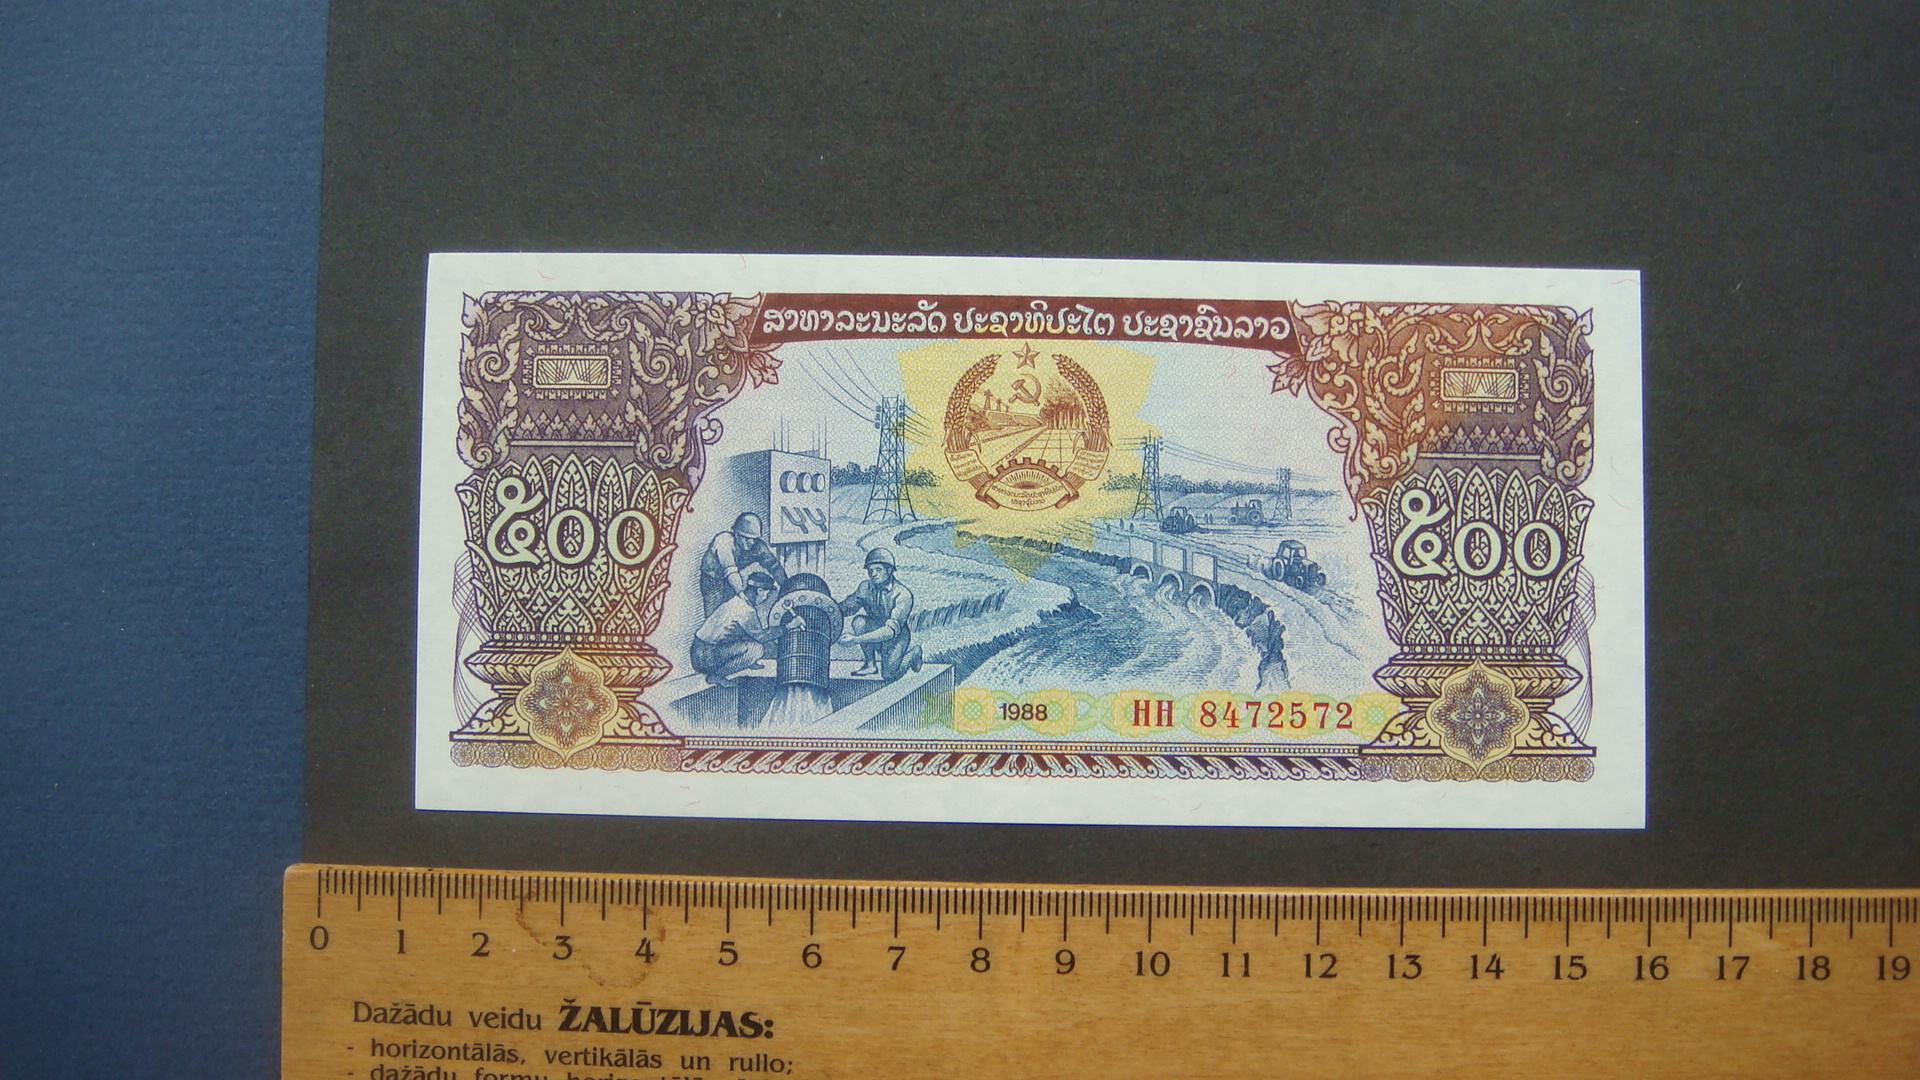 ສາທາລະນະລັດ ປະຊາທິປະໄຕ ປະຊາຊົນລາວ
໕໐໐
໕໐໐
1988 HH 8472572
0 1 2 3 4 5 6 7 8 9 10 11 12 13 14 15 16 17 18 19
Dažādu veidu ŽALŪZIJAS:
- horizontālās, vertikālās un rullo;
- dažādu formu